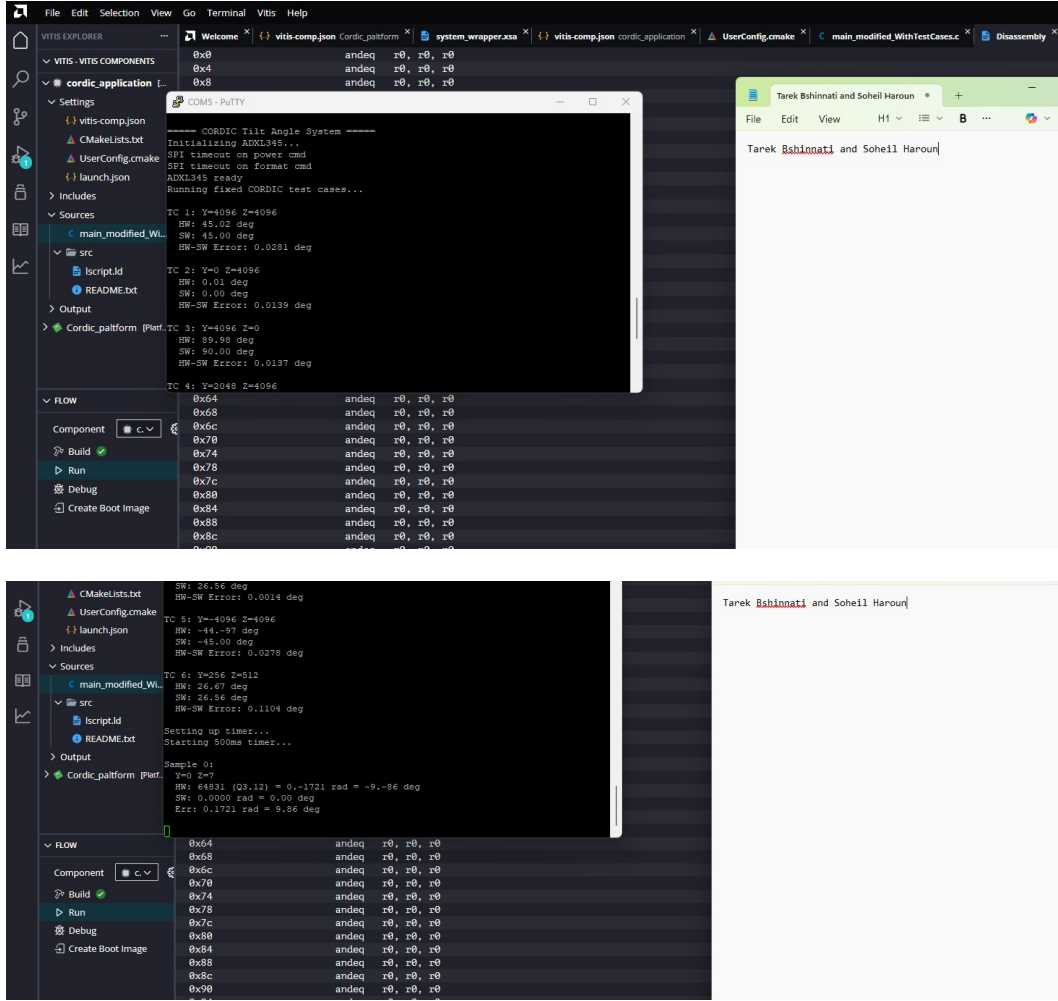 File Edit Selection View Go Terminal Vitis Help
VITIS EXPLORER ...
Welcome vitis-comp.json Cordic_paltform system_wrapper.xsa vitis-comp.json cordic_application UserConfig.cmake main_modified_WithTestCases.c Disassembly
VITIS - VITIS COMPONENTS
cordic_application [...
Settings
vitis-comp.json
CMakeLists.txt
UserConfig.cmake
launch.json
Includes
Sources
main_modified_Wi...
src
lscript.ld
README.txt
Output
Cordic_paltform [Platf...
0x0 andeq r0, r0, r0
0x4 andeq r0, r0, r0
0x8 andeq r0, r0, r0
COM5 - PuTTY
===== CORDIC Tilt Angle System =====
Initializing ADXL345...
SPI timeout on power cmd
SPI timeout on format cmd
ADXL345 ready
Running fixed CORDIC test cases...
TC 1: Y=4096 Z=4096
HW: 45.02 deg
SW: 45.00 deg
HW-SW Error: 0.0281 deg
TC 2: Y=0 Z=4096
HW: 0.01 deg
SW: 0.00 deg
HW-SW Error: 0.0139 deg
TC 3: Y=4096 Z=0
HW: 89.98 deg
SW: 90.00 deg
HW-SW Error: 0.0137 deg
TC 4: Y=2048 Z=4096
Tarek Bshinnati and Soheil Haroun
File Edit View H1 B ...
Tarek Bshinnati and Soheil Haroun
FLOW
Component c.
Build
Run
Debug
Create Boot Image
0x64 andeq r0, r0, r0
0x68 andeq r0, r0, r0
0x6c andeq r0, r0, r0
0x70 andeq r0, r0, r0
0x74 andeq r0, r0, r0
0x78 andeq r0, r0, r0
0x7c andeq r0, r0, r0
0x80 andeq r0, r0, r0
0x84 andeq r0, r0, r0
0x88 andeq r0, r0, r0
0x8c andeq r0, r0, r0
CMakeLists.txt
UserConfig.cmake
launch.json
Includes
Sources
main_modified_Wi...
src
lscript.ld
README.txt
Output
Cordic_paltform [Platf...
SW: 26.56 deg
HW-SW Error: 0.0014 deg
TC 5: Y=-4096 Z=4096
HW: -44.-97 deg
SW: -45.00 deg
HW-SW Error: 0.0278 deg
TC 6: Y=256 Z=512
HW: 26.67 deg
SW: 26.56 deg
HW-SW Error: 0.1104 deg
Setting up timer...
Starting 500ms timer...
Sample 0:
Y=0 Z=7
HW: 64831 (Q3.12) = 0.-1721 rad = -9.-86 deg
SW: 0.0000 rad = 0.00 deg
Err: 0.1721 rad = 9.86 deg
Tarek Bshinnati and Soheil Haroun
FLOW
Component c.
Build
Run
Debug
Create Boot Image
0x64 andeq r0, r0, r0
0x68 andeq r0, r0, r0
0x6c andeq r0, r0, r0
0x70 andeq r0, r0, r0
0x74 andeq r0, r0, r0
0x78 andeq r0, r0, r0
0x7c andeq r0, r0, r0
0x80 andeq r0, r0, r0
0x84 andeq r0, r0, r0
0x88 andeq r0, r0, r0
0x8c andeq r0, r0, r0
0x90 andeq r0, r0, r0